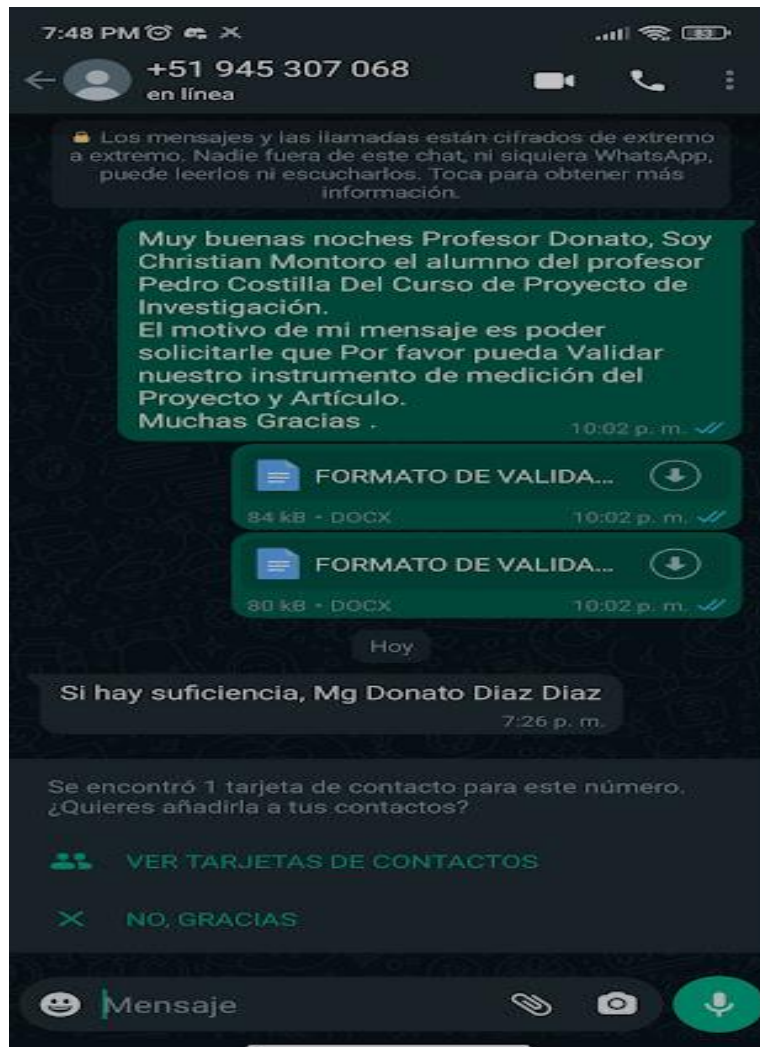 7:48 PM
83
+51 945 307 068
en línea
Los mensajes y las llamadas están cifrados de extremo
a extremo. Nadie fuera de este chat, ni siquiera WhatsApp,
puede leerlos ni escucharlos. Toca para obtener más
información.
Muy buenas noches Profesor Donato, Soy
Christian Montoro el alumno del profesor
Pedro Costilla Del Curso de Proyecto de
Investigación.
El motivo de mi mensaje es poder
solicitarle que Por favor pueda Validar
nuestro instrumento de medición del
Proyecto y Artículo.
Muchas Gracias .
10:02 p. m.
FORMATO DE VALIDA...
84 kB • DOCX
10:02 p. m.
FORMATO DE VALIDA...
80 kB • DOCX
10:02 p. m.
Hoy
Si hay suficiencia, Mg Donato Diaz Diaz
7:26 p. m.
Se encontró 1 tarjeta de contacto para este número.
¿Quieres añadirla a tus contactos?
VER TARJETAS DE CONTACTOS
NO, GRACIAS
Mensaje